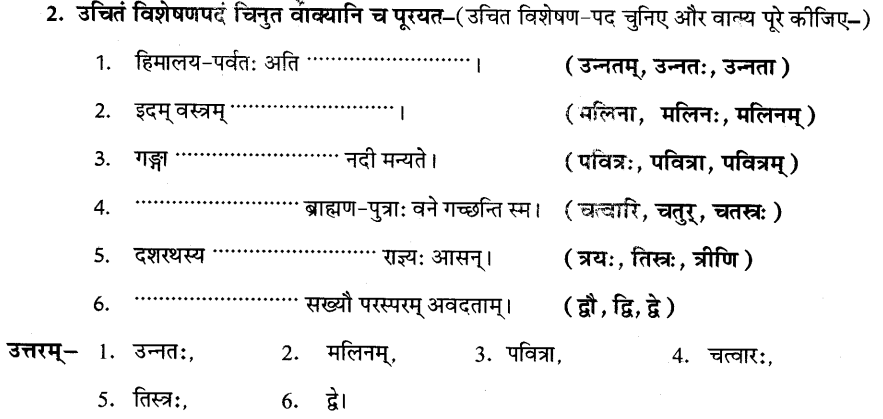 2. उचितं विशेषणपदं चिनुत वाक्यानि च पूरयत–(उचित विशेषण-पद चुनिए और वात्य पूरे कीजिए–)
1. हिमालय-पर्वतः अति ........................... । (उन्नतम्, उन्नतः, उन्नता)
2. इदम् वस्त्रम् ........................... । (मलिना, मलिनः, मलिनम्)
3. गङ्गा ........................... नदी मन्यते। (पवित्रः, पवित्रा, पवित्रम्)
4. ........................... ब्राह्मण-पुत्राः वने गच्छन्ति स्म। (चत्वारि, चतुर्, चतस्त्रः)
5. दशरथस्य ........................... राज्ञ्यः आसन्। (त्रयः, तिस्त्रः, त्रीणि)
6. ........................... सख्यौ परस्परम् अवदताम्। (द्वौ, द्वि, द्वे)
उत्तरम्– 1. उन्नतः, 2. मलिनम्, 3. पवित्रा, 4. चत्वारः,
5. तिस्त्रः, 6. द्वे।